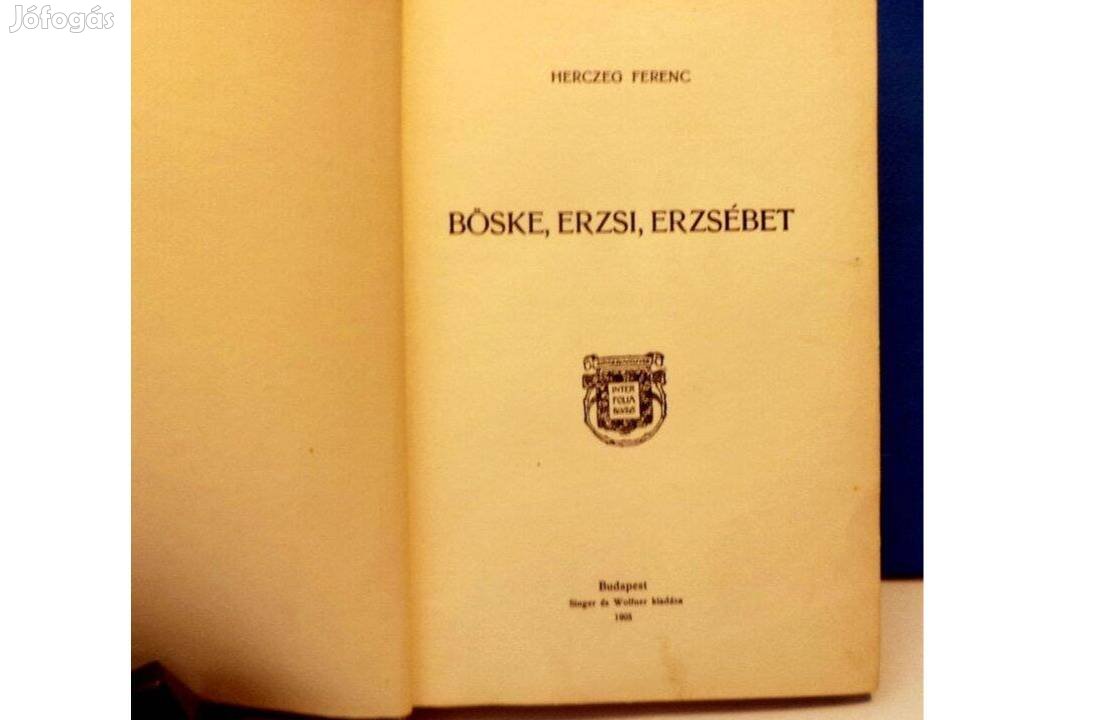 Jófogás
HERCZEG FERENC
BÖSKE, ERZSI, ERZSÉBET
INTER
FOLIA
Budapest
Singer és Wolfner kiadása